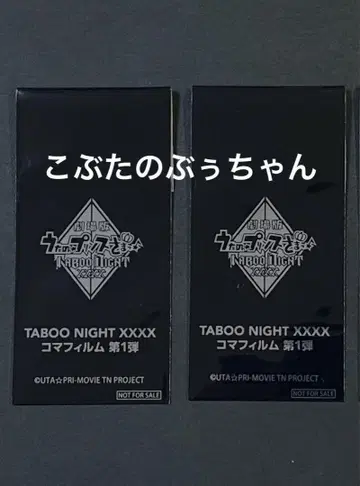 こぶたのぶぅちゃん
劇場版
うたの☆プリンスさまっ♪
TABOO NIGHT
XXXX
TABOO NIGHT XXXX
コマフィルム 第1弾
©UTA☆PRI-MOVIE TN PROJECT
NOT FOR SALE
劇場版
うたの☆プリンスさまっ♪
TABOO NIGHT
XXXX
TABOO NIGHT XXXX
コマフィルム 第1弾
©UTA☆PRI-MOVIE TN PROJECT
NOT FOR SALE